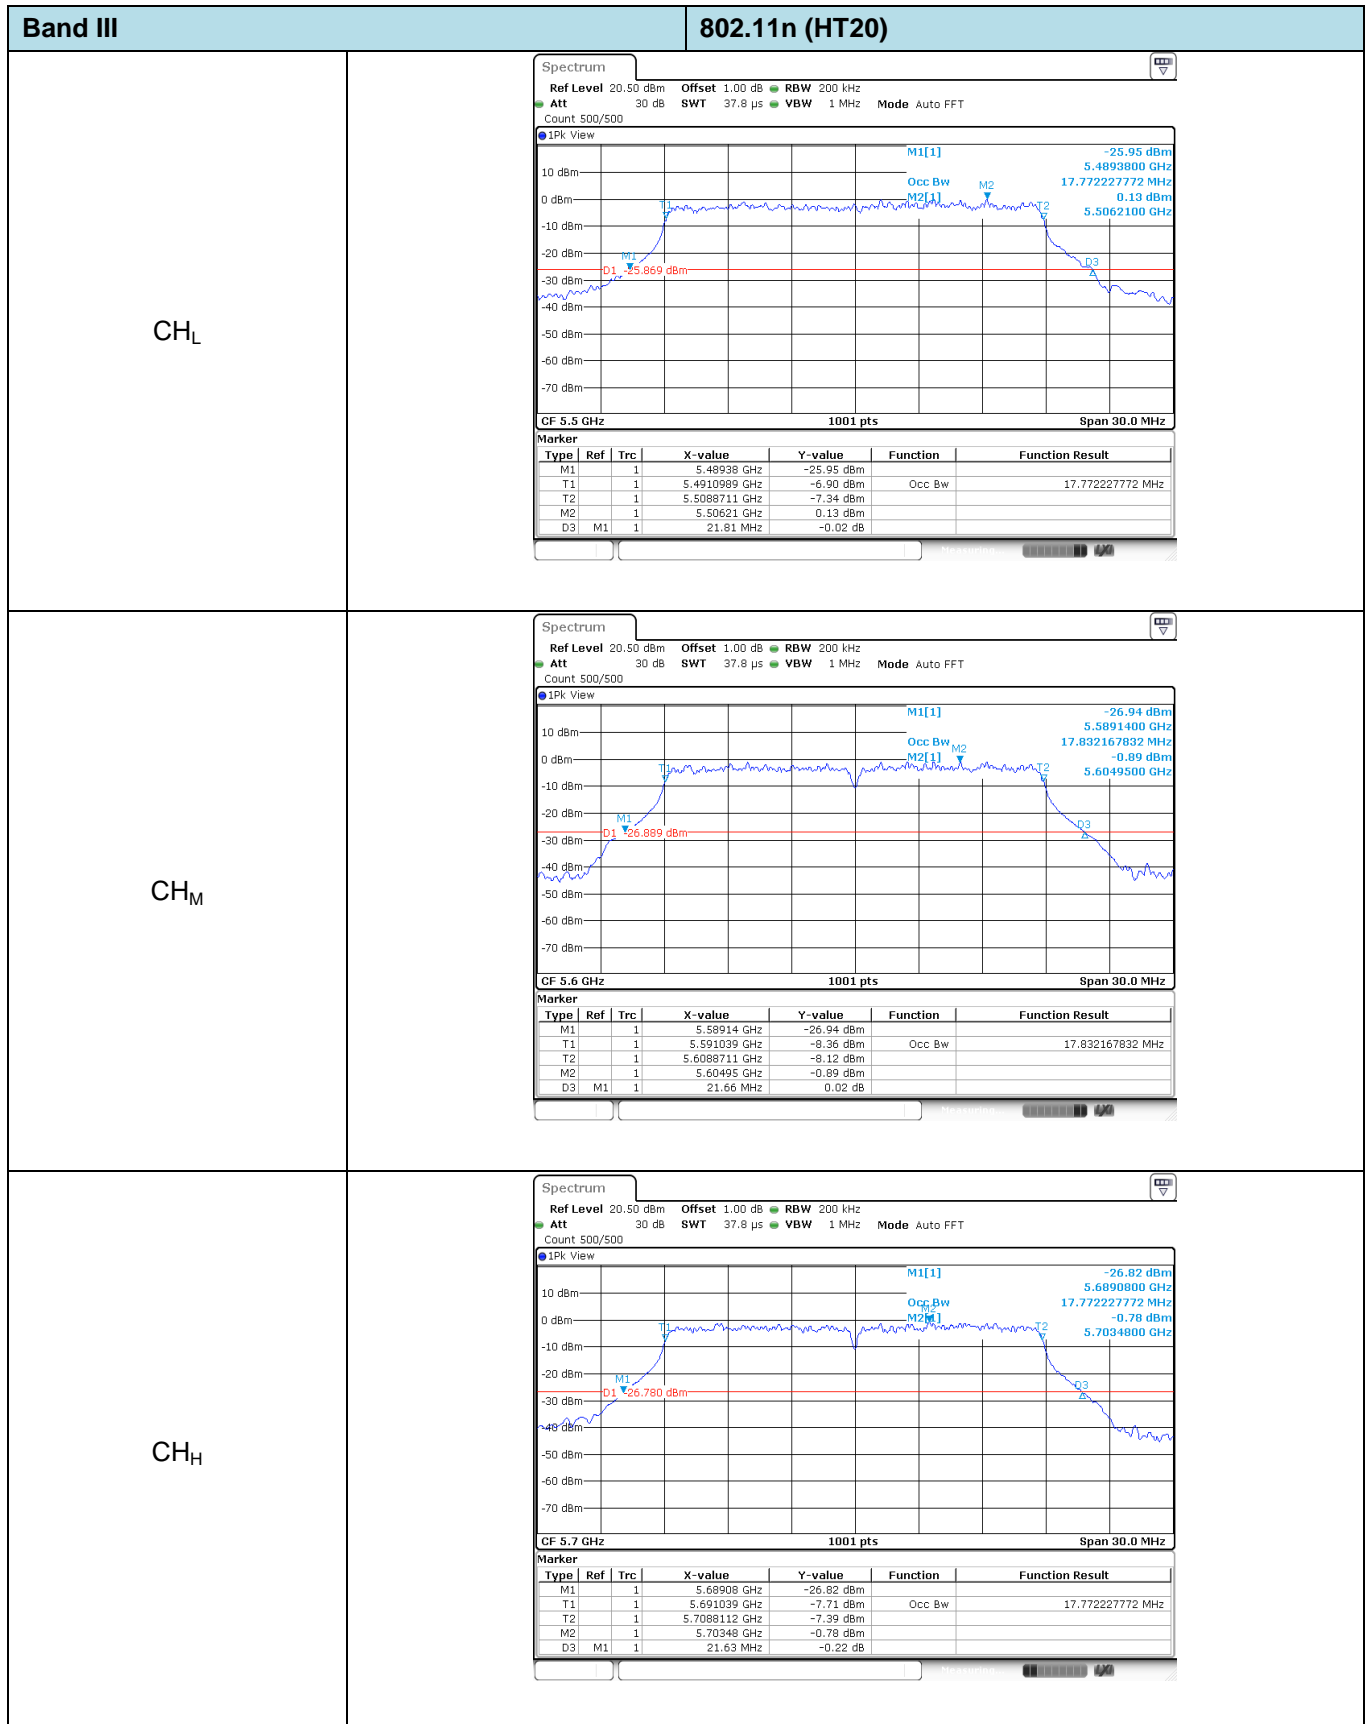 Band III 802.11n (HT20)
CHL
Spectrum
Ref Level 20.50 dBm Offset 1.00 dB RBW 200 kHz
Att 30 dB SWT 37.8 µs VBW 1 MHz Mode Auto FFT
Count 500/500
1Pk View
M1[1] -25.95 dBm
5.4893800 GHz
10 dBm
Occ Bw 17.772227772 MHz
M2
M2[1] 0.13 dBm
0 dBm
T1 T2
5.5062100 GHz
-10 dBm
-20 dBm
M1 D3
D1 -25.869 dBm
-30 dBm
-40 dBm
-50 dBm
-60 dBm
-70 dBm
CF 5.5 GHz 1001 pts Span 30.0 MHz
Marker
Type Ref Trc X-value Y-value Function Function Result
M1 1 5.48938 GHz -25.95 dBm
T1 1 5.4910989 GHz -6.90 dBm Occ Bw 17.772227772 MHz
T2 1 5.5088711 GHz -7.34 dBm
M2 1 5.50621 GHz 0.13 dBm
D3 M1 1 21.81 MHz -0.02 dB
Measuring
CHM
Spectrum
Ref Level 20.50 dBm Offset 1.00 dB RBW 200 kHz
Att 30 dB SWT 37.8 µs VBW 1 MHz Mode Auto FFT
Count 500/500
1Pk View
M1[1] -26.94 dBm
5.5891400 GHz
10 dBm
Occ Bw 17.832167832 MHz
M2
M2[1] -0.89 dBm
0 dBm
T1 T2
5.6049500 GHz
-10 dBm
-20 dBm
M1 D3
D1 -26.889 dBm
-30 dBm
-40 dBm
-50 dBm
-60 dBm
-70 dBm
CF 5.6 GHz 1001 pts Span 30.0 MHz
Marker
Type Ref Trc X-value Y-value Function Function Result
M1 1 5.58914 GHz -26.94 dBm
T1 1 5.591039 GHz -8.36 dBm Occ Bw 17.832167832 MHz
T2 1 5.6088711 GHz -8.12 dBm
M2 1 5.60495 GHz -0.89 dBm
D3 M1 1 21.66 MHz 0.02 dB
Measuring
CHH
Spectrum
Ref Level 20.50 dBm Offset 1.00 dB RBW 200 kHz
Att 30 dB SWT 37.8 µs VBW 1 MHz Mode Auto FFT
Count 500/500
1Pk View
M1[1] -26.82 dBm
5.6890800 GHz
10 dBm
Occ Bw 17.772227772 MHz
M2
M2[1] -0.78 dBm
0 dBm
T1 T2
5.7034800 GHz
-10 dBm
-20 dBm
M1 D3
D1 -26.780 dBm
-30 dBm
-40 dBm
-50 dBm
-60 dBm
-70 dBm
CF 5.7 GHz 1001 pts Span 30.0 MHz
Marker
Type Ref Trc X-value Y-value Function Function Result
M1 1 5.68908 GHz -26.82 dBm
T1 1 5.691039 GHz -7.71 dBm Occ Bw 17.772227772 MHz
T2 1 5.7088112 GHz -7.39 dBm
M2 1 5.70348 GHz -0.78 dBm
D3 M1 1 21.63 MHz -0.22 dB
Measuring